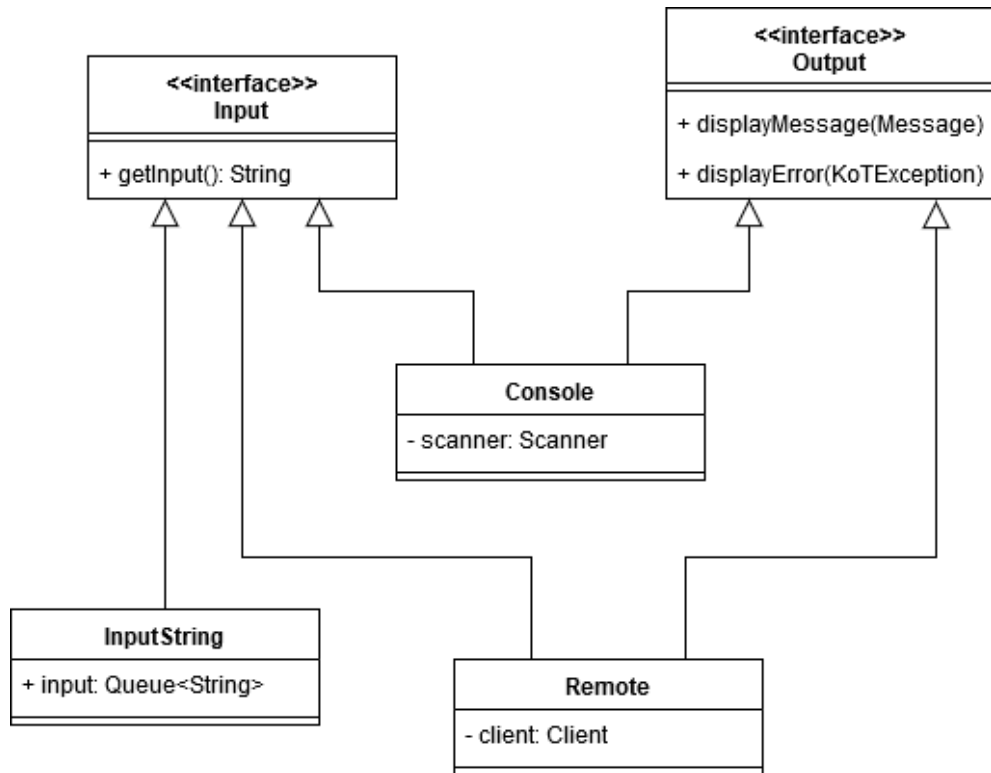 <<interface>>
Output
+ displayMessage(Message)
+ displayError(KoTException)
<<interface>>
Input
+ getInput(): String
Console
- scanner: Scanner
InputString
+ input: Queue<String>
Remote
- client: Client